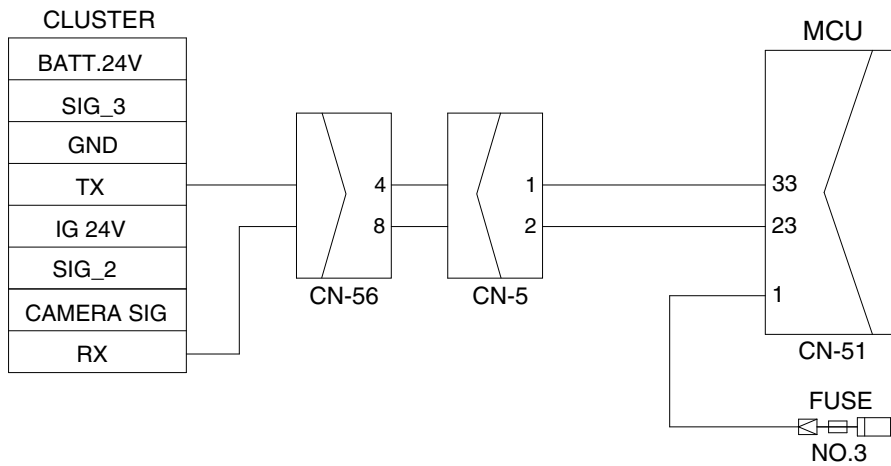 CLUSTER
BATT.24V
SIG_3
GND
TX
IG 24V
SIG_2
CAMERA SIG
RX
4
8
CN-56
1
2
CN-5
MCU
33
23
1
CN-51
FUSE
NO.3